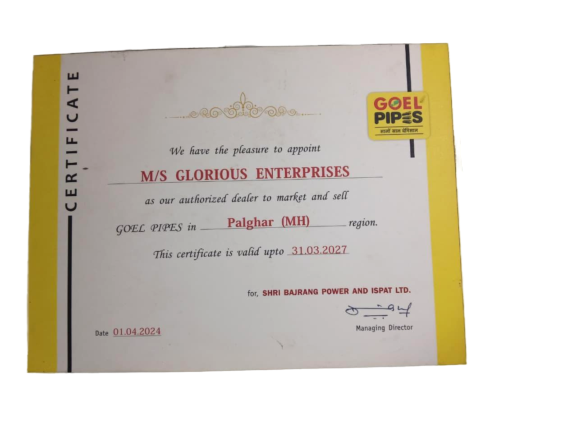 CERTIFICATE
GOEL
PIPES
We have the pleasure to appoint
M/S GLORIOUS ENTERPRISES
as our authorized dealer to market and sell
GOEL PIPES in Palghar (MH) region.
This certificate is valid upto 31.03.2027
for, SHRI BAJRANG POWER AND ISPAT LTD.
Managing Director
Date 01.04.2024